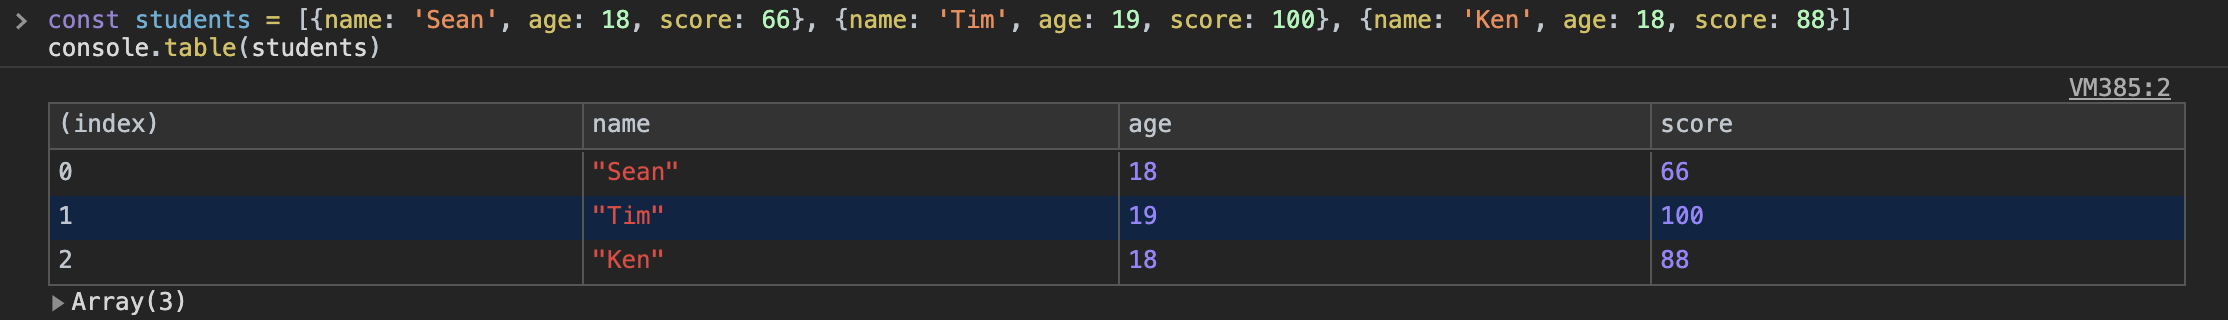 > const students = [{name: 'Sean', age: 18, score: 66}, {name: 'Tim', age: 19, score: 100}, {name: 'Ken', age: 18, score: 88}]
console.table(students)
VM385:2
(index) name age score
0 "Sean" 18 66
1 "Tim" 19 100
2 "Ken" 18 88
▶ Array(3)